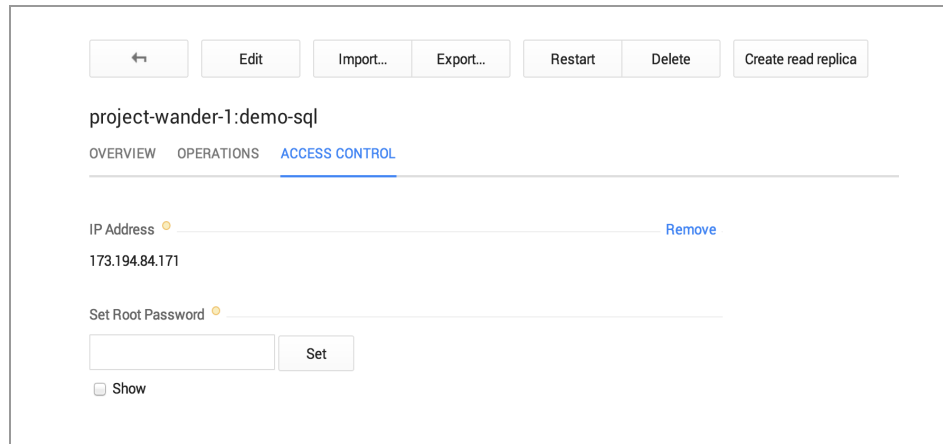 Edit Import... Export... Restart Delete Create read replica
project-wander-1:demo-sql
OVERVIEW OPERATIONS ACCESS CONTROL
IP Address Remove
173.194.84.171
Set Root Password
Set
Show